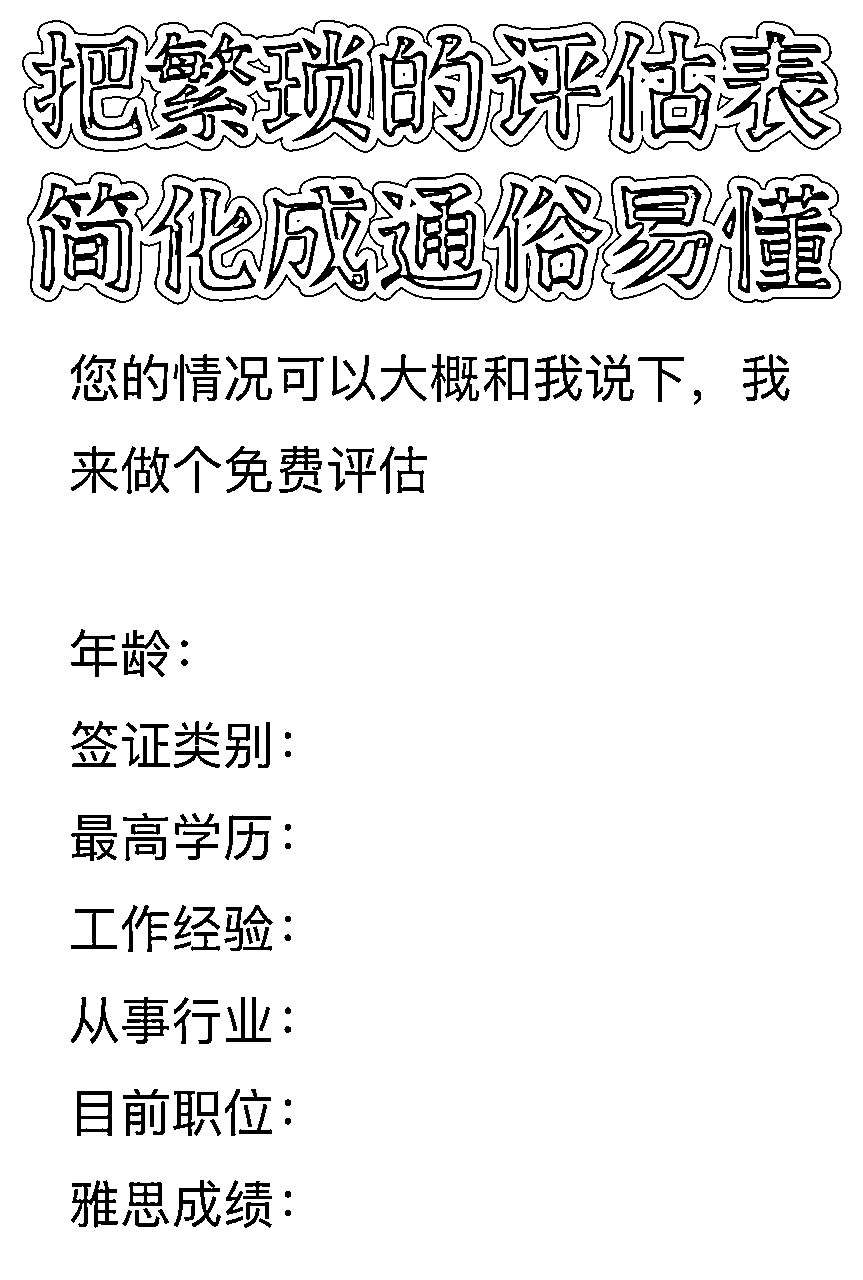 把繁琐的评估表
简化成通俗易懂
您的情况可以大概和我说下，我
来做个免费评估
年龄：
签证类别：
最高学历：
工作经验：
从事行业：
目前职位：
雅思成绩：